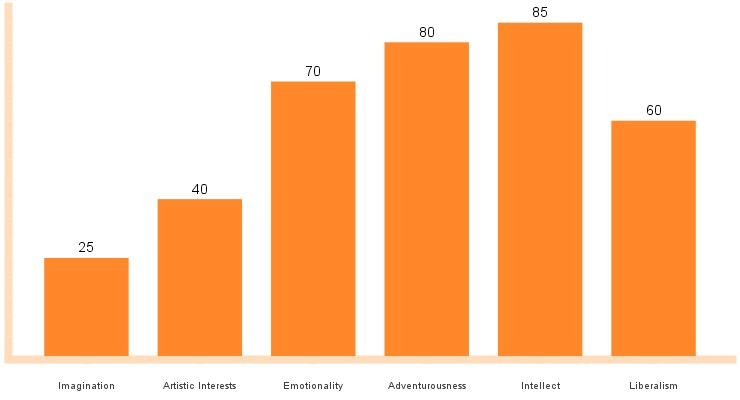 25
40
70
80
85
60
Imagination
Artistic Interests
Emotionality
Adventurousness
Intellect
Liberalism